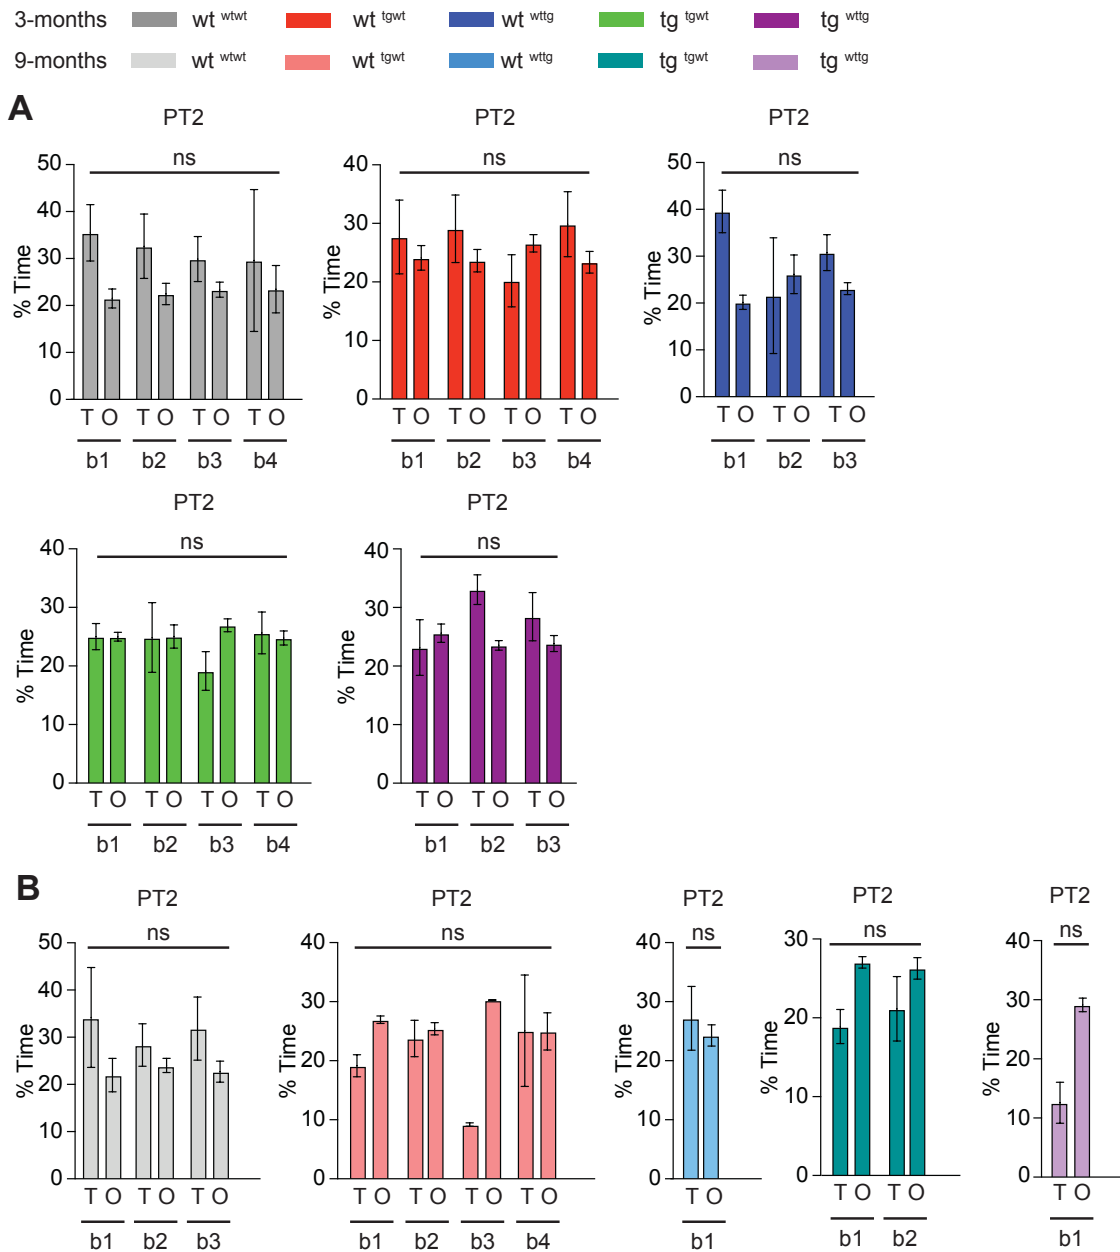 3-months wt wtwt wt tgwt wt wttg tg tgwt tg wttg
9-months wt wtwt wt tgwt wt wttg tg tgwt tg wttg
A
PT2 PT2 PT2
ns ns ns
% Time
50
40
30
20
10
0
T O T O T O T O
b1 b2 b3 b4
% Time
40
30
20
10
0
T O T O T O T O
b1 b2 b3 b4
% Time
50
40
30
20
10
0
T O T O T O
b1 b2 b3
PT2 PT2
ns ns
% Time
40
30
20
10
0
T O T O T O T O
b1 b2 b3 b4
% Time
40
30
20
10
0
T O T O T O
b1 b2 b3
B
PT2 PT2 PT2 PT2 PT2
ns ns ns ns ns
% Time
50
40
30
20
10
0
T O T O T O
b1 b2 b3
% Time
40
30
20
10
0
T O T O T O T O
b1 b2 b3 b4
% Time
40
30
20
10
0
T O
b1
% Time
30
20
10
0
T O T O
b1 b2
% Time
40
30
20
10
0
T O
b1